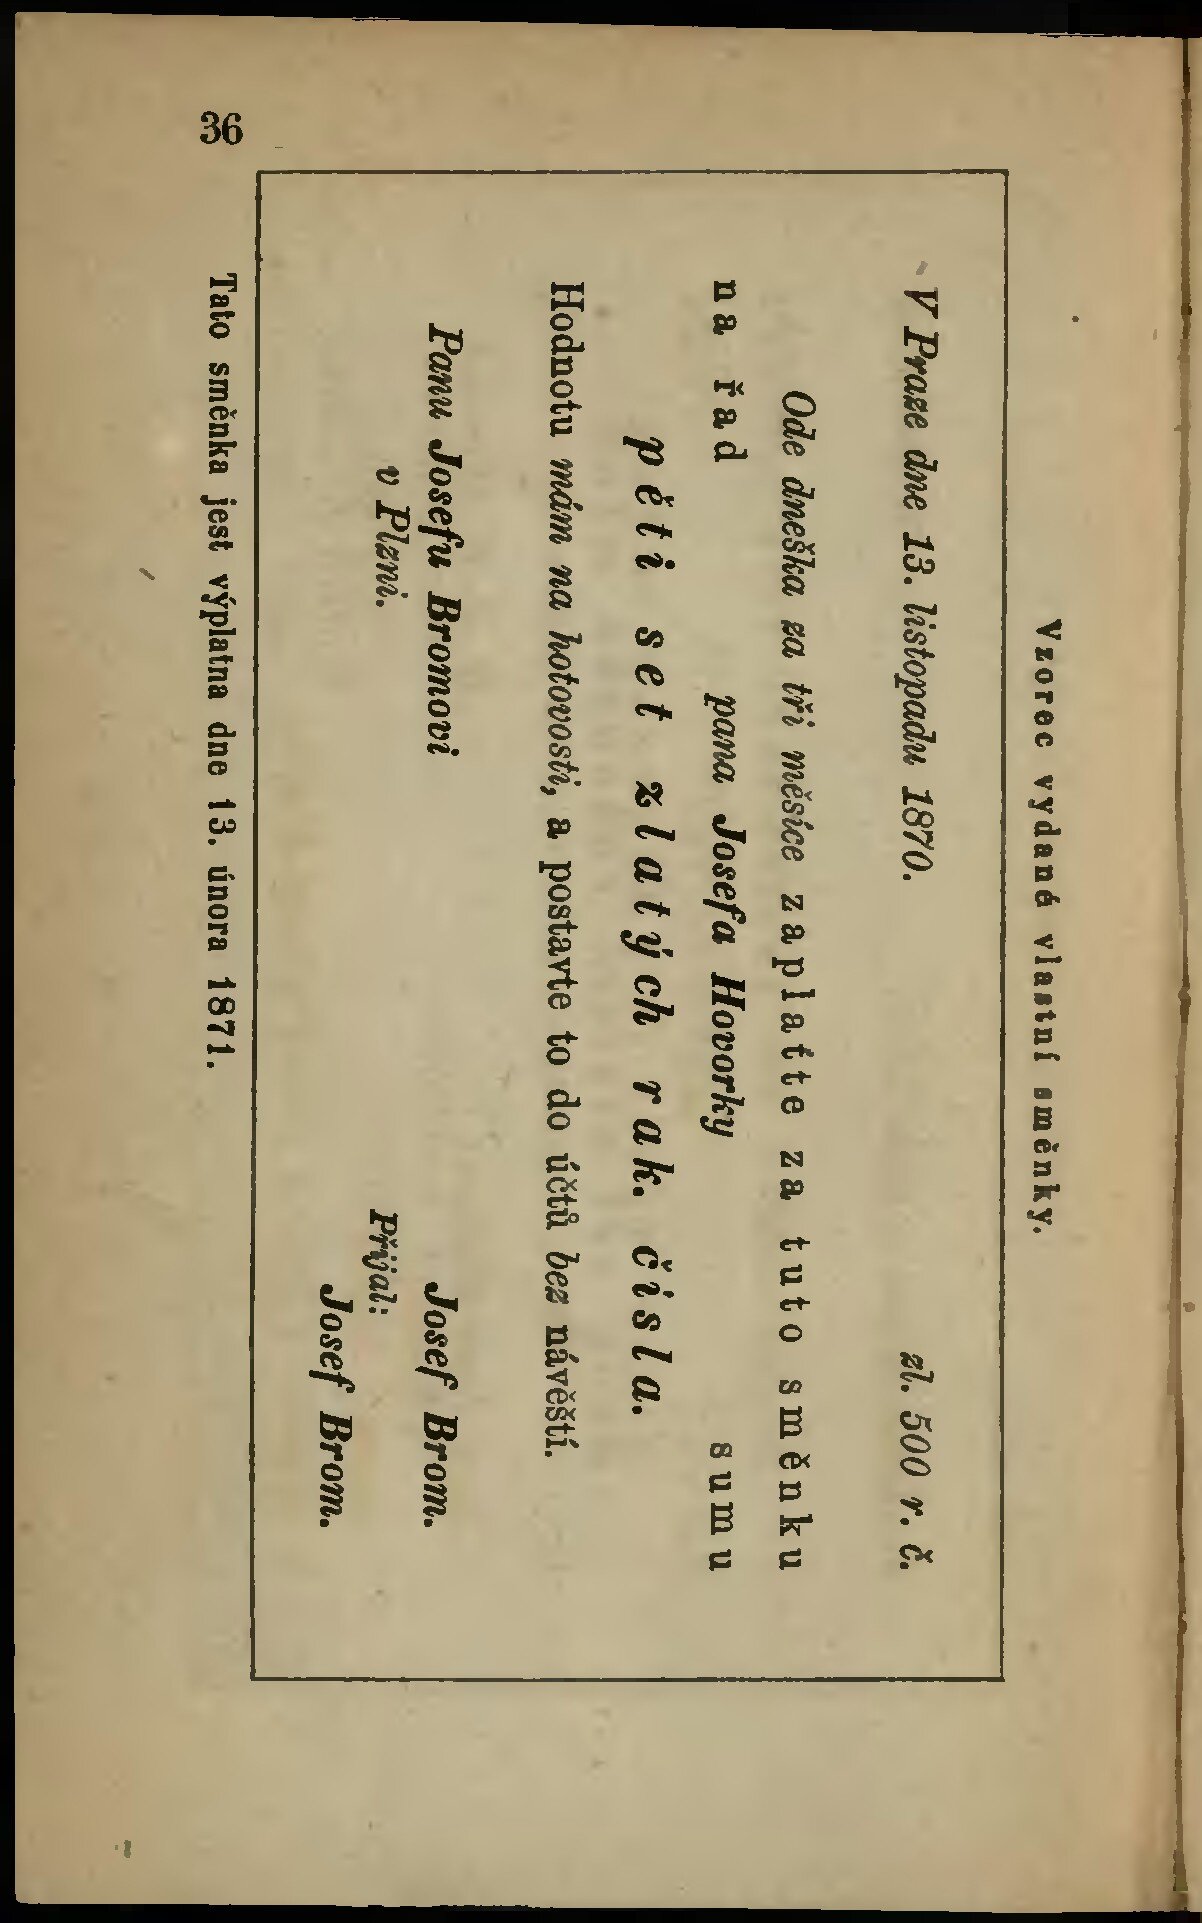 36
Vzorec vydané vlastní směnky.
V Praze dne 13. listopadu 1870. zl. 500 r. č.
Ode dneška za tři měsíce zaplaťte za tuto směnku
na řad pana Josefa Hovorky sumu
pěti set zlatých rak. čísla.
Hodnotu mám na hotovosti, a postavte to do účtů bez návěští.
Panu Josefu Bromovi Josef Brom.
v Plzni. Přijal:
Josef Brom.
Tato směnka jest výplatna dne 13. února 1871.